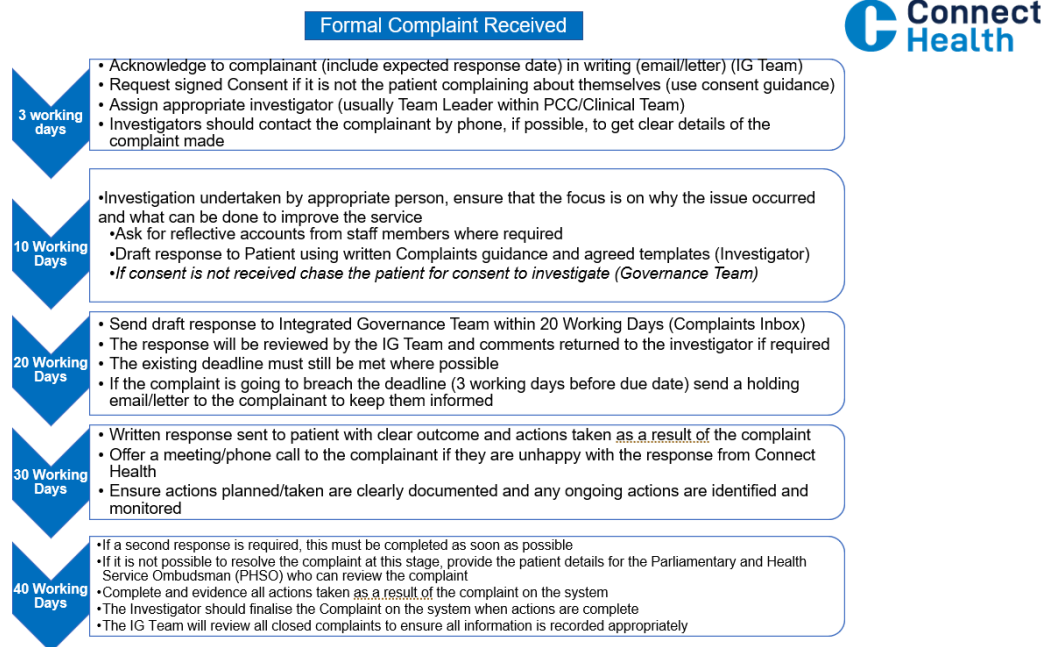 Formal Complaint Received
Connect
Health
3 working
days
• Acknowledge to complainant (include expected response date) in writing (email/letter) (IG Team)
• Request signed Consent if it is not the patient complaining about themselves (use consent guidance)
• Assign appropriate investigator (usually Team Leader within PCC/Clinical Team)
• Investigators should contact the complainant by phone, if possible, to get clear details of the
complaint made
10 Working
Days
•Investigation undertaken by appropriate person, ensure that the focus is on why the issue occurred
and what can be done to improve the service
•Ask for reflective accounts from staff members where required
•Draft response to Patient using written Complaints guidance and agreed templates (Investigator)
•If consent is not received chase the patient for consent to investigate (Governance Team)
20 Working
Days
• Send draft response to Integrated Governance Team within 20 Working Days (Complaints Inbox)
• The response will be reviewed by the IG Team and comments returned to the investigator if required
• The existing deadline must still be met where possible
• If the complaint is going to breach the deadline (3 working days before due date) send a holding
email/letter to the complainant to keep them informed
30 Working
Days
• Written response sent to patient with clear outcome and actions taken as a result of the complaint
• Offer a meeting/phone call to the complainant if they are unhappy with the response from Connect
Health
• Ensure actions planned/taken are clearly documented and any ongoing actions are identified and
monitored
40 Working
Days
•If a second response is required, this must be completed as soon as possible
•If it is not possible to resolve the complaint at this stage, provide the patient details for the Parliamentary and Health
Service Ombudsman (PHSO) who can review the complaint
•Complete and evidence all actions taken as a result of the complaint on the system
•The Investigator should finalise the Complaint on the system when actions are complete
•The IG Team will review all closed complaints to ensure all information is recorded appropriately